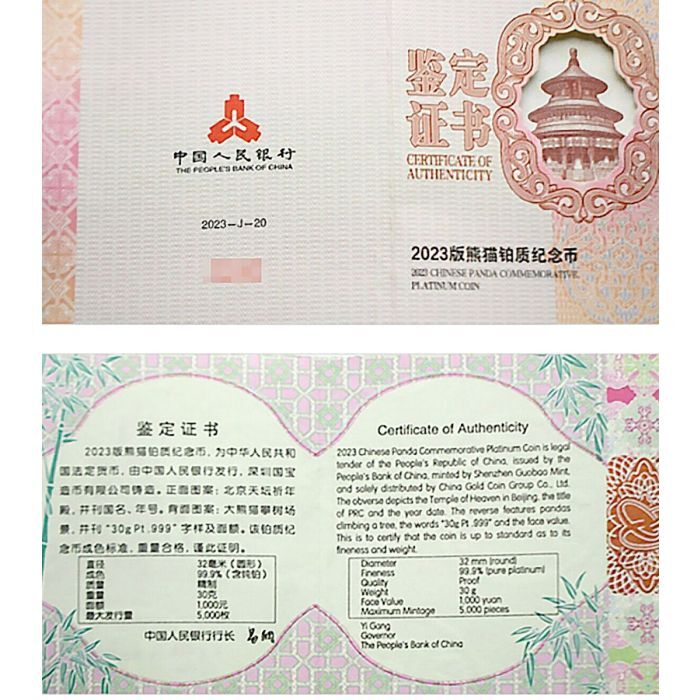 中国人民银行
THE PEOPLE'S BANK OF CHINA
2023-J-20
鉴定
证书
CERTIFICATE OF
AUTHENTICITY
2023版熊猫铂质纪念币
2023 CHINESE PANDA COMMEMORATIVE
PLATINUM COIN
鉴定证书
2023版熊猫铂质纪念币，为中华人民共和
国法定货币，由中国人民银行发行，深圳国宝
造币有限公司铸造。正面图案：北京天坛祈年
殿，并刊国名、年号。背面图案：大熊猫攀树场
景，并刊“30g Pt .999”字样及面额。该铂质纪
念币成色标准，重量合格，谨此证明。
直径 32毫米（圆形）
成色 99.9%（含纯铂）
质量 精制
重量 30克
面额 1,000元
最大发行量 5,000枚
中国人民银行行长 易纲
Certificate of Authenticity
2023 Chinese Panda Commemorative Platinum Coin is legal
tender of the People's Republic of China, issued by the
People's Bank of China, minted by Shenzhen Guobao Mint,
and solely distributed by China Gold Coin Group Co., Ltd.
The obverse depicts the Temple of Heaven in Beijing, the title
of PRC and the year date. The reverse features pandas
climbing a tree, the words "30g Pt .999" and the face value.
This is to certify that the coin is up to standard as to its
fineness and weight.
Diameter 32 mm (round)
Fineness 99.9% (pure platinum)
Quality Proof
Weight 30 g
Face Value 1,000 yuan
Maximum Mintage 5,000 pieces
Yi Gang
Governor
The People's Bank of China